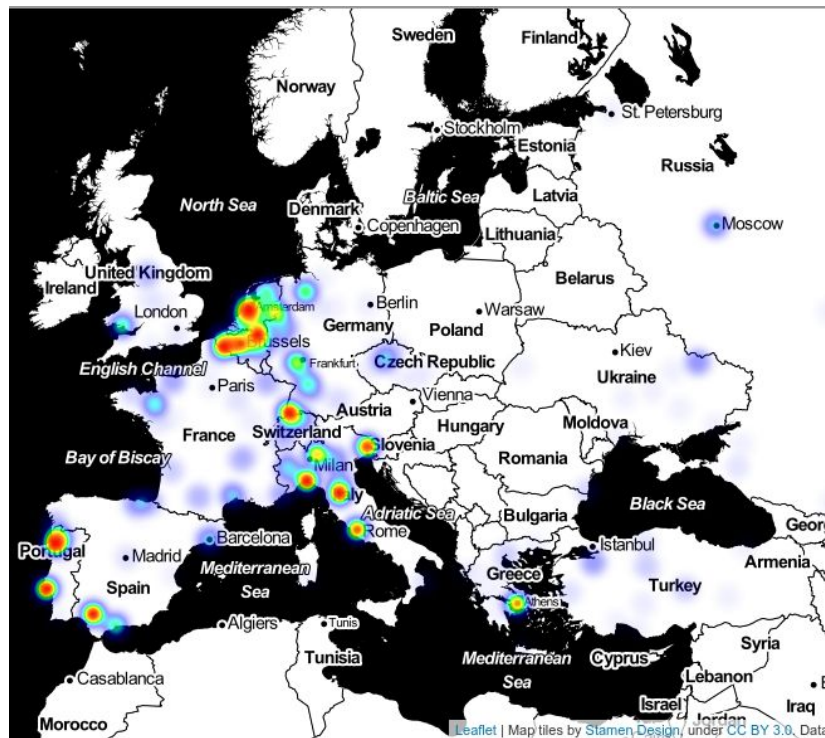 Sweden
Finland
Norway
St. Petersburg
Stockholm
Estonia
Russia
North Sea
Baltic Sea
Latvia
Denmark
Moscow
Copenhagen
Lithuania
United Kingdom
Ireland
Belarus
London
Amsterdam
Berlin
Warsaw
Germany
Poland
Brussels
English Channel
Frankfurt
Czech Republic
Kiev
Paris
Ukraine
Vienna
Austria
France
Switzerland
Slovenia
Hungary
Moldova
Bay of Biscay
Milan
Romania
Italy
Black Sea
Adriatic Sea
Bulgaria
Rome
Georg
Portugal
Barcelona
Istanbul
Madrid
Mediterranean
Sea
Armenia
Spain
Greece
Turkey
Athens
Algiers
Tunis
Syria
Tunisia
Mediterranean
Sea
Cyprus
Lebanon
Casablanca
Israel
Iraq
Morocco
Jordan
Leaflet | Map tiles by Stamen Design, under CC BY 3.0. Data